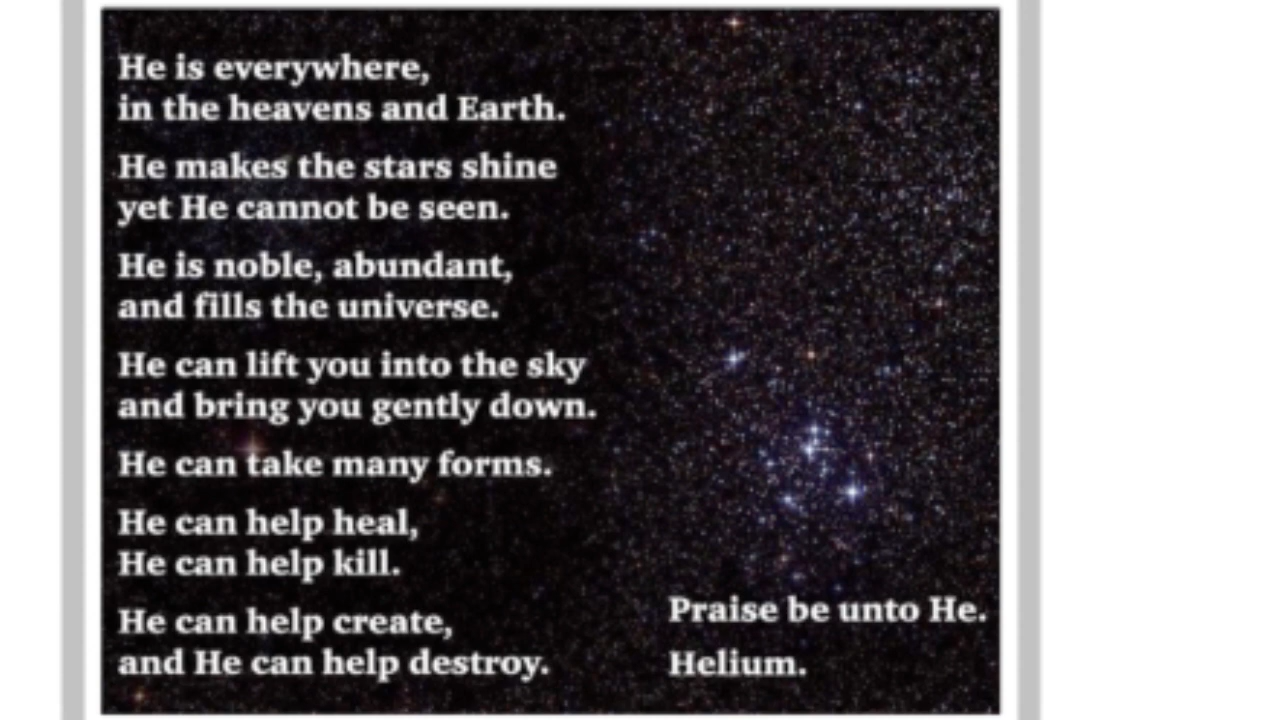 He is everywhere,
in the heavens and Earth.
He makes the stars shine
yet He cannot be seen.
He is noble, abundant,
and fills the universe.
He can lift you into the sky
and bring you gently down.
He can take many forms.
He can help heal,
He can help kill.
He can help create,
and He can help destroy.
Praise be unto He.
Helium.